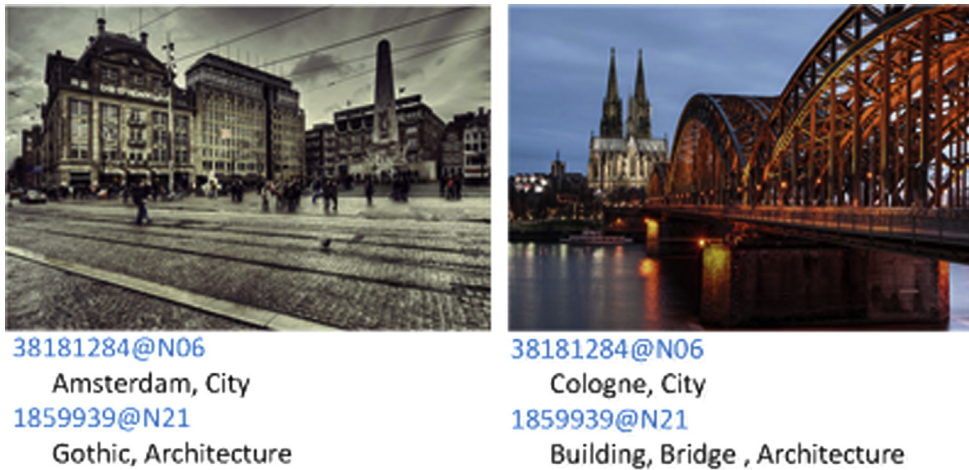 38181284@N06
Amsterdam, City
1859939@N21
Gothic, Architecture
38181284@N06
Cologne, City
1859939@N21
Building, Bridge , Architecture